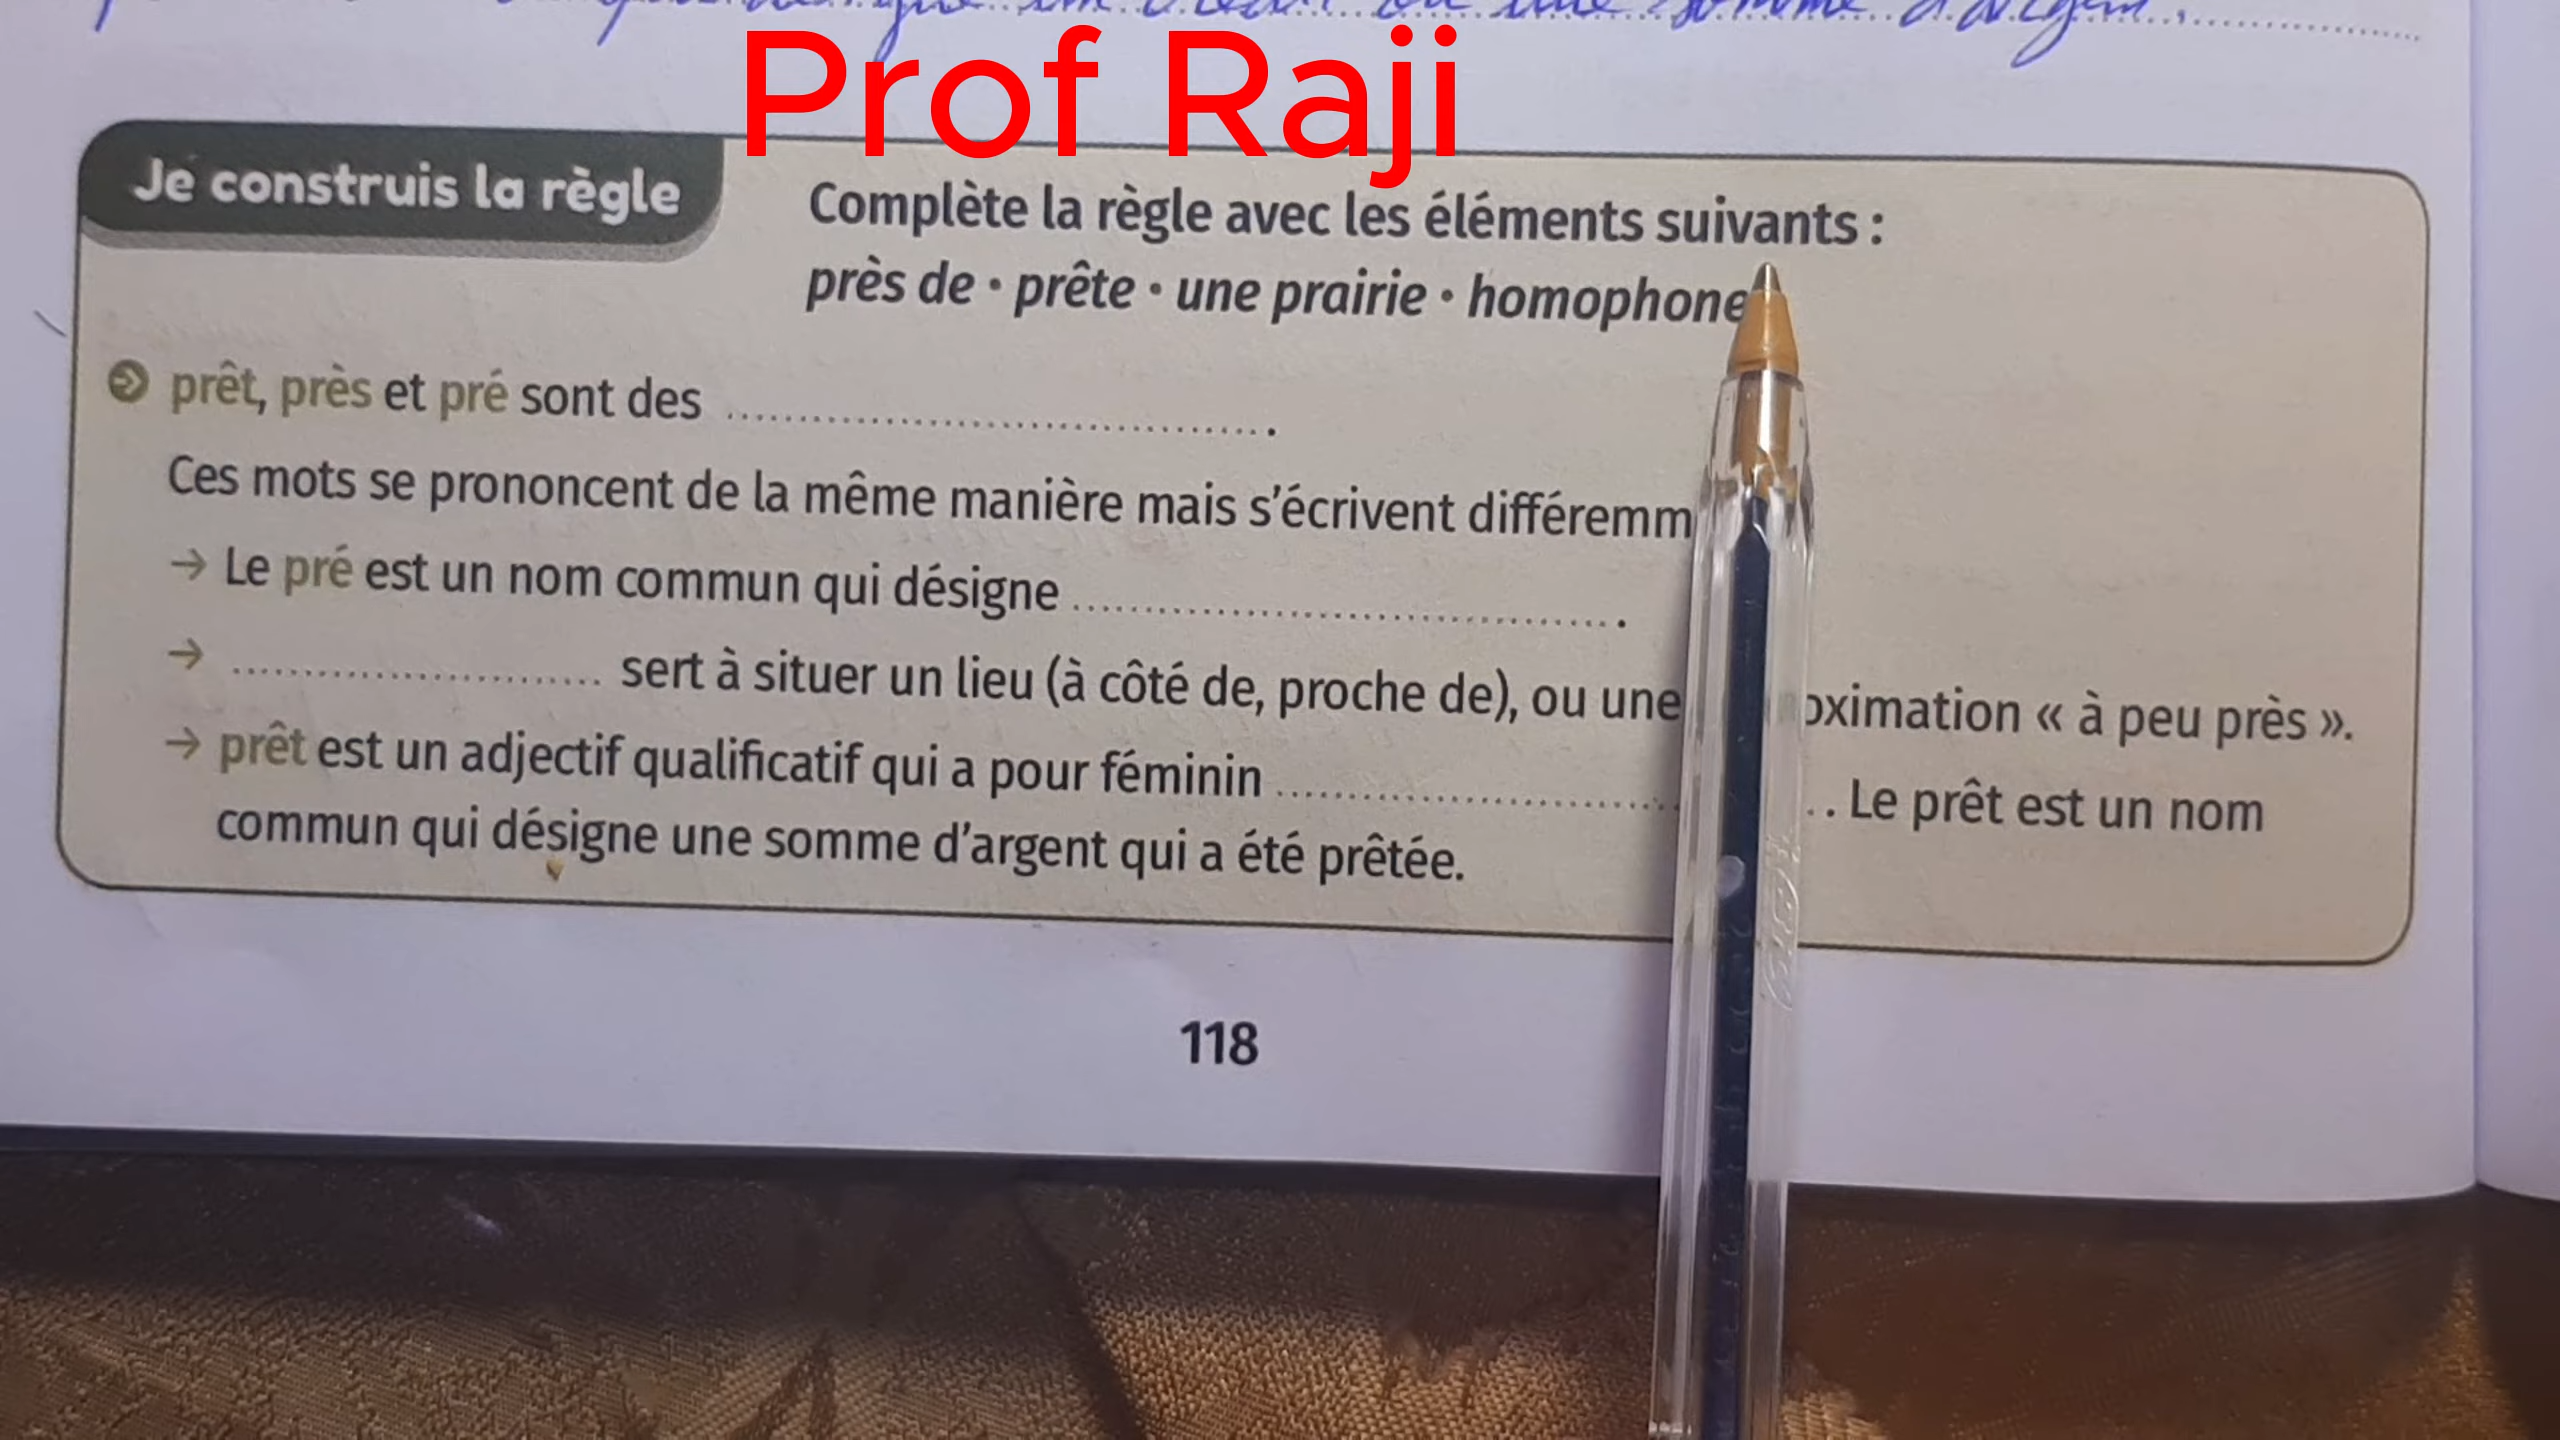 Prof Raji
Je construis la règle
Complète la règle avec les éléments suivants :
près de • prête • une prairie • homophone
prêt, près et pré sont des ........................................ .
Ces mots se prononcent de la même manière mais s'écrivent différemm
→ Le pré est un nom commun qui désigne ........................................ .
→ ............................ sert à situer un lieu (à côté de, proche de), ou une oximation « à peu près ».
→ prêt est un adjectif qualificatif qui a pour féminin .............................. . Le prêt est un nom
commun qui désigne une somme d'argent qui a été prêtée.
118